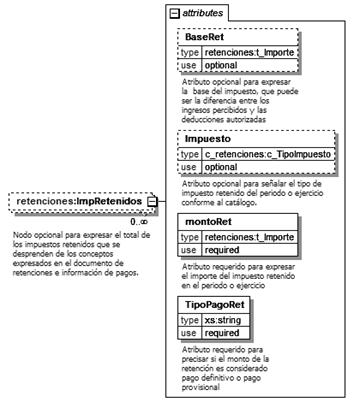 attributes
BaseRet
type retenciones:t_Importe
use optional
Atributo opcional para expresar
la base del impuesto, que puede
ser la diferencia entre los
ingresos percibidos y las
deducciones autorizadas
Impuesto
type c_retenciones:c_TipoImpuesto
use optional
Atributo opcional para señalar el tipo de
impuesto retenido del periodo o ejercicio
conforme al catálogo.
retenciones:ImpRetenidos
0..∞
Nodo opcional para expresar el total de
los impuestos retenidos que se
desprenden de los conceptos
expresados en el documento de
retenciones e información de pagos.
montoRet
type retenciones:t_Importe
use required
Atributo requerido para expresar
el importe del impuesto retenido
en el periodo o ejercicio
TipoPagoRet
type xs:string
use required
Atributo requerido para
precisar si el monto de la
retención es considerado
pago definitivo o pago
provisional